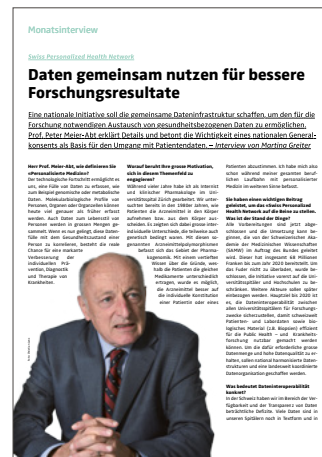 Monatsinterview
Swiss Personalized Health Network
Daten gemeinsam nutzen für bessere
Forschungsresultate
Eine nationale Initiative soll die gemeinsame Dateninfrastruktur schaffen, um den für die
Forschung notwendigen Austausch von gesundheitsbezogenen Daten zu ermöglichen.
Prof. Peter Meier-Abt erklärt Details und betont die Wichtigkeit eines nationalen General-
konsents als Basis für den Umgang mit Patientendaten. – Interview von Martina Greiter
Herr Prof. Meier-Abt, wie definieren Sie
«Personalisierte Medizin»?
Der technologische Fortschritt ermöglicht es
uns, eine Fülle von Daten zu erfassen, wie
zum Beispiel genomische oder metabolische
Daten. Molekularbiologische Profile von
Personen, Organen oder Organzellen können
heute viel genauer als früher erfasst
werden. Auch Daten zum Lebensstil von
Personen werden in grossen Mengen ge-
sammelt. Wenn es nun gelingt, diese Daten-
fülle mit dem Gesundheitszustand einer
Person zu korrelieren, besteht die reale
Chance für eine markante
Verbesserung der
individuellen Prä-
vention, Diagnostik
und Therapie von
Krankheiten.
Worauf beruht Ihre grosse Motivation,
sich in diesem Themenfeld zu
engagieren?
Während vieler Jahre habe ich als Internist
und klinischer Pharmakologe im Uni-
versitätsspital Zürich gearbeitet. Wir unter-
suchten bereits in den 1980er Jahren, wie
Patienten die Arzneimittel in den Körper
aufnehmen bzw. aus dem Körper aus-
scheiden. Es zeigten sich dabei grosse inter-
individuelle Unterschiede, die teilweise auch
genetisch bedingt waren. Mit diesen so-
genannten Arzneimittelpolymorphismen
befasst sich das Gebiet der Pharma-
kogenomik. Mit einem vertieften
Wissen über die Gründe, wes-
halb die Patienten die gleichen
Medikamente unterschiedlich
ertragen, wurde es möglich,
die Arzneimittel besser auf
die individuelle Konstitution
einer Patientin oder eines
Patienten abzustimmen. Ich habe mich also
schon während meiner gesamten beruf-
lichen Laufbahn mit personalisierter
Medizin im weiteren Sinne befasst.
Sie haben einen wichtigen Beitrag
geleistet, um das «Swiss Personalized
Health Network» auf die Beine zu stellen.
Was ist der Stand der Dinge?
Alle Vorbereitungen sind jetzt abge-
schlossen und die Umsetzung kann be-
ginnen, die von der Schweizerischen Aka-
demie der Medizinischen Wissenschaften
(SAMW) im Auftrag des Bundes geleitet
wird. Dieser hat insgesamt 68 Millionen
Franken bis zum Jahr 2020 bereitstellt. Um
das Fuder nicht zu überladen, wurde be-
schlossen, die Initiative vorerst auf die Uni-
versitätsspitäler und Hochschulen zu be-
schränken. Weitere Akteure sollen später
einbezogen werden. Hauptziel bis 2020 ist
es, die Dateninteroperabilität zwischen
allen Universitätsspitälern für Forschungs-
zwecke sicherzustellen, damit schweizweit
Patienten- und Labordaten sowie bio-
logisches Material (z.B. Biopsien) effizient
für die Public Health – und Krankheits-
forschung nutzbar gemacht werden
können. Um die dafür erforderliche grosse
Datenmenge und hohe Datenqualität zu er-
halten, sollen national harmonisierte Daten-
strukturen und eine landesweit koordinierte
Datenorganisation geschaffen werden.
Was bedeutet Dateninteroperabilität
konkret?
In der Schweiz haben wir im Bereich der Ver-
fügbarkeit und der Transparenz von Daten
beträchtliche Defizite. Viele Daten sind in
unseren Spitälern noch in Textform und in